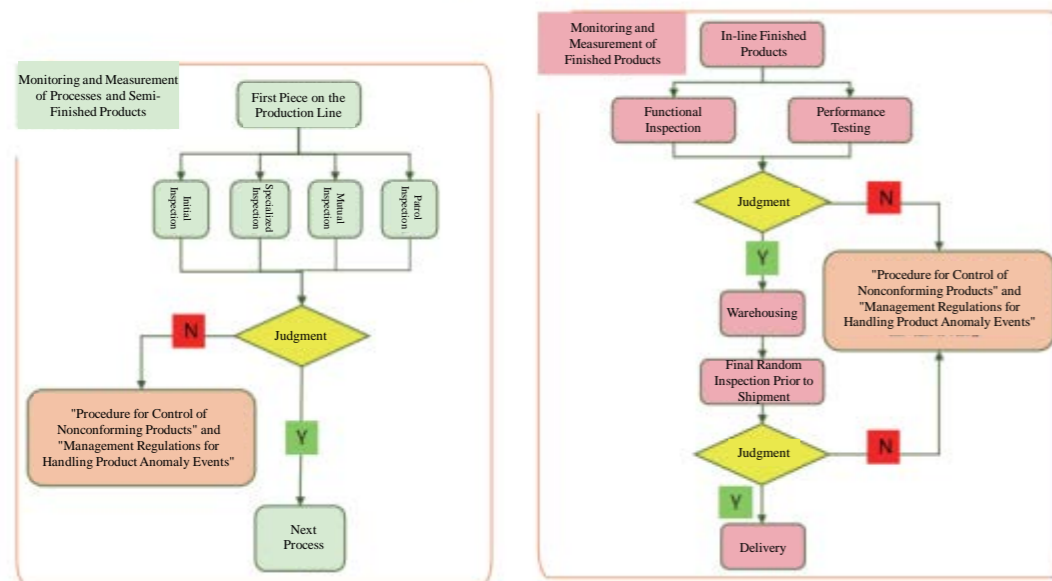 Monitoring and Measurement
of Processes and Semi-
Finished Products
First Piece on the
Production Line
Initial
Inspection
Specialized
Inspection
Mutual
Inspection
Patrol
Inspection
Judgment
N
"Procedure for Control of
Nonconforming Products" and
"Management Regulations for
Handling Product Anomaly Events"
Y
Next
Process
Monitoring and
Measurement of
Finished Products
In-line Finished
Products
Functional
Inspection
Performance
Testing
Judgment
N
Y
"Procedure for Control of
Nonconforming Products" and
"Management Regulations for
Handling Product Anomaly Events"
Warehousing
Final Random
Inspection Prior to
Shipment
Judgment
N
Y
Delivery